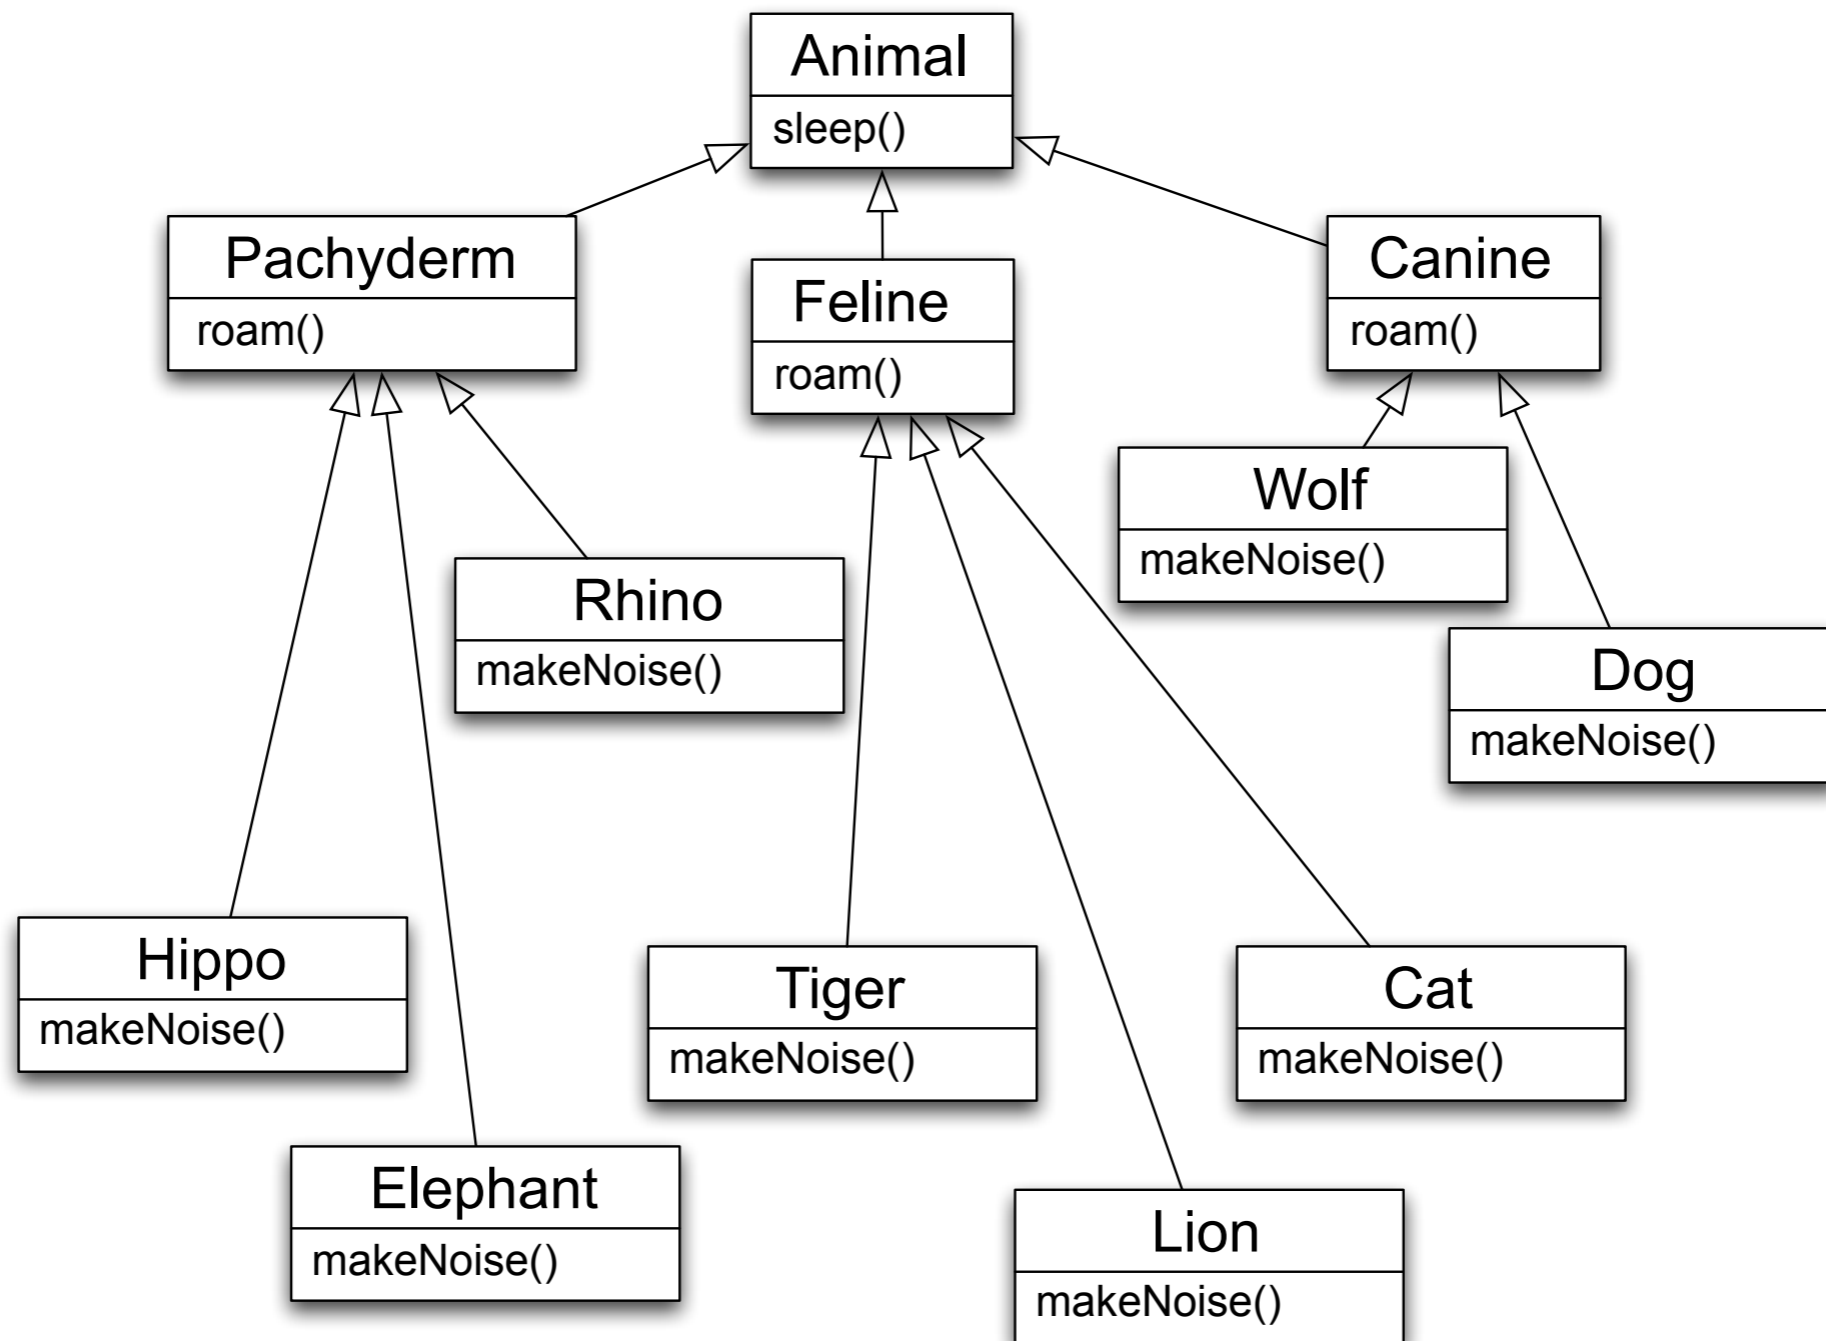 Animal
sleep()
Pachyderm
roam()
Feline
roam()
Canine
roam()
Wolf
makeNoise()
Rhino
makeNoise()
Dog
makeNoise()
Hippo
makeNoise()
Tiger
makeNoise()
Cat
makeNoise()
Elephant
makeNoise()
Lion
makeNoise()